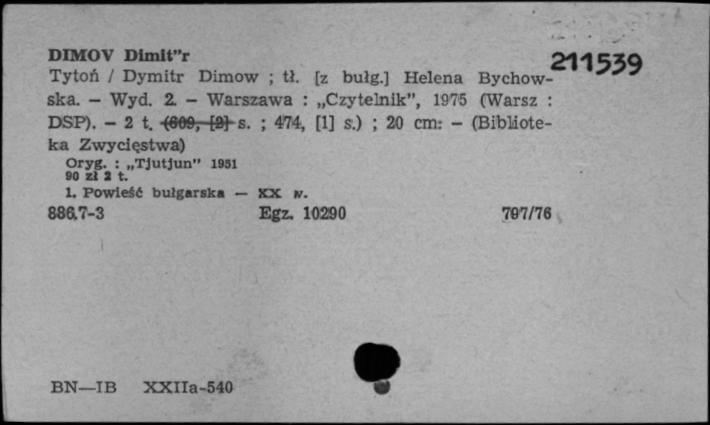 DIMOV Dimit"r
211539
Tytoń / Dymitr Dimow ; tł. [z bułg.] Helena Bychow-
ska. — Wyd. 2. — Warszawa : „Czytelnik”, 1975 (Warsz :
DSP). — 2 t. (609, [2] s. ; 474, [1] s.) ; 20 cm: — (Bibliote-
ka Zwycięstwa)
Oryg. : „Tjutjun” 1951
90 zł 2 t.
1. Powieść bułgarska — XX w.
886.7-3 Egz. 10290 797/76
BN—IB XXIIa-540